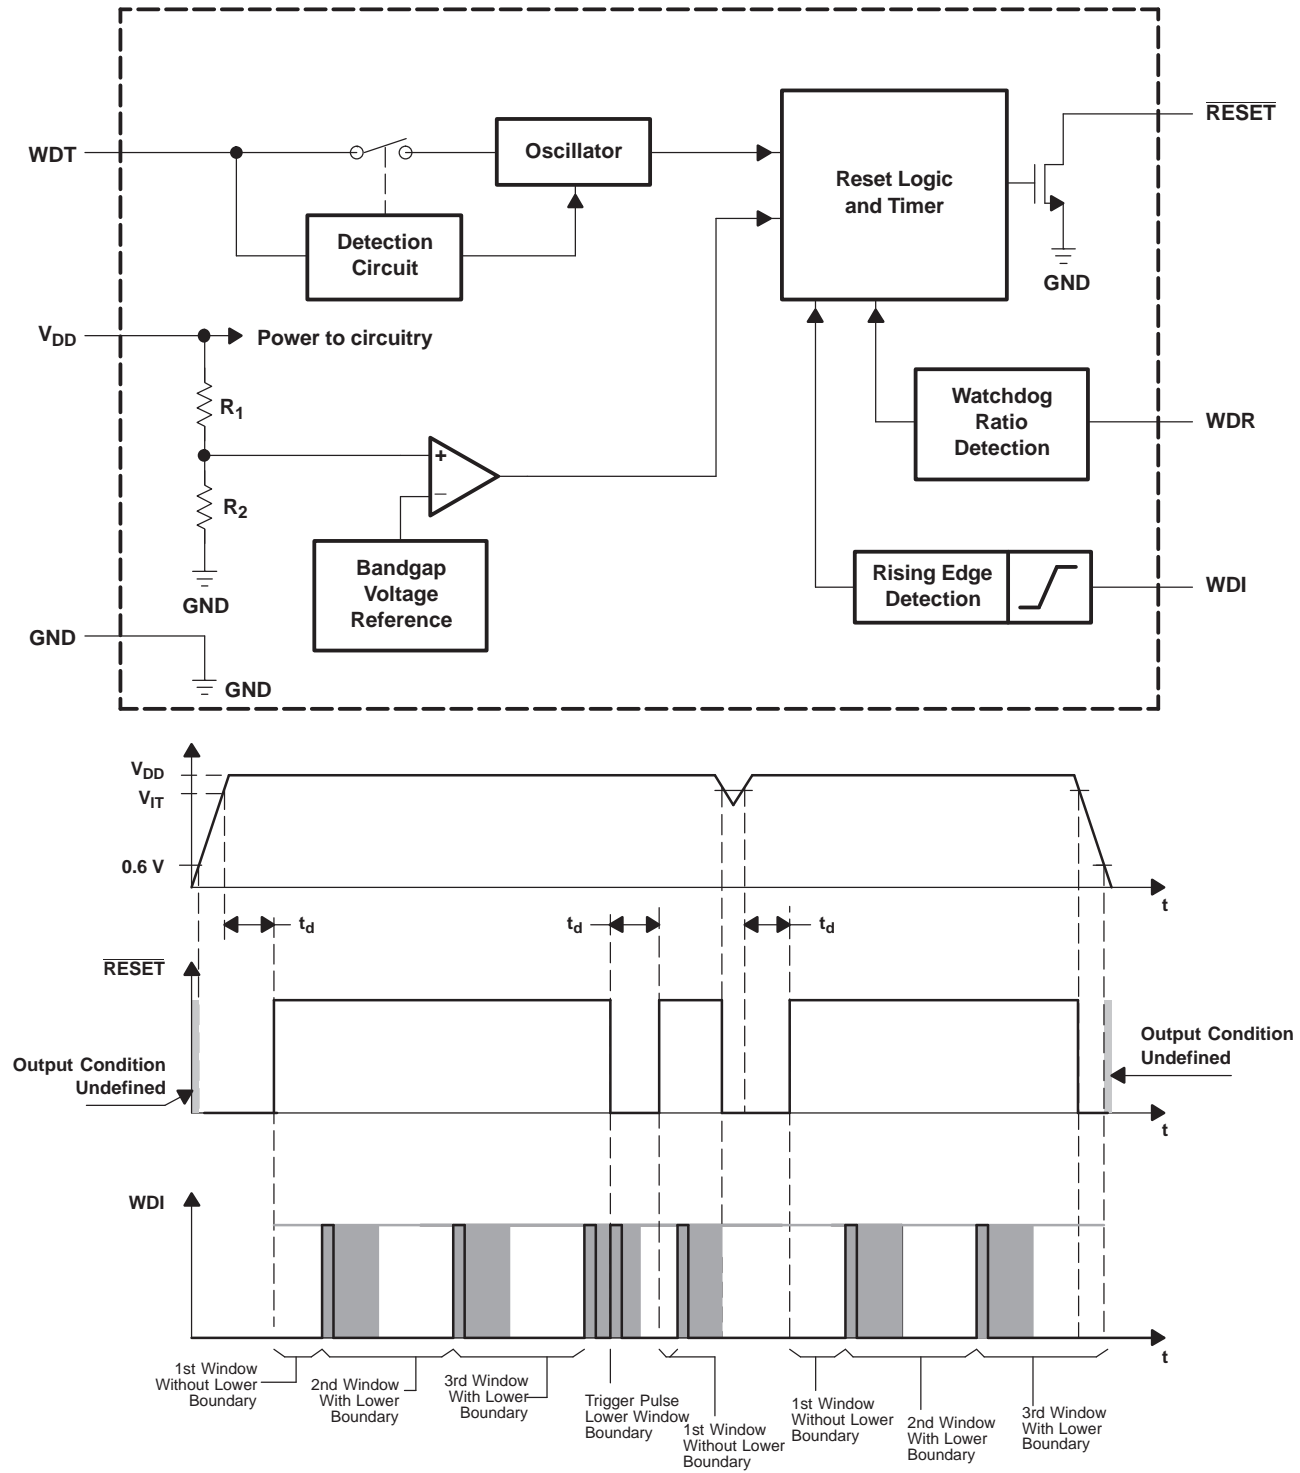 WDT
Oscillator
Reset Logic
and Timer
RESET
Detection
Circuit
GND
VDD
Power to circuitry
R1
Watchdog
Ratio
Detection
WDR
+
−
R2
Bandgap
Voltage
Reference
Rising Edge
Detection
WDI
GND
GND
GND
VDD
VIT
0.6 V
t
td
td
td
RESET
Output Condition
Undefined
Output Condition
Undefined
t
WDI
t
1st Window
Without Lower
Boundary
2nd Window
With Lower
Boundary
3rd Window
With Lower
Boundary
Trigger Pulse
Lower Window
Boundary
1st Window
Without Lower
Boundary
1st Window
Without Lower
Boundary
2nd Window
With Lower
Boundary
3rd Window
With Lower
Boundary